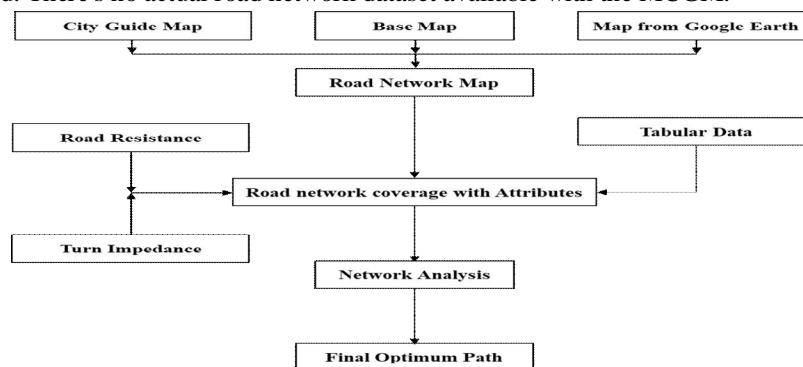 City Guide Map
Base Map
Map from Google Earth
Road Network Map
Road Resistance
Tabular Data
Road network coverage with Attributes
Turn Impedance
Network Analysis
Final Optimum Path